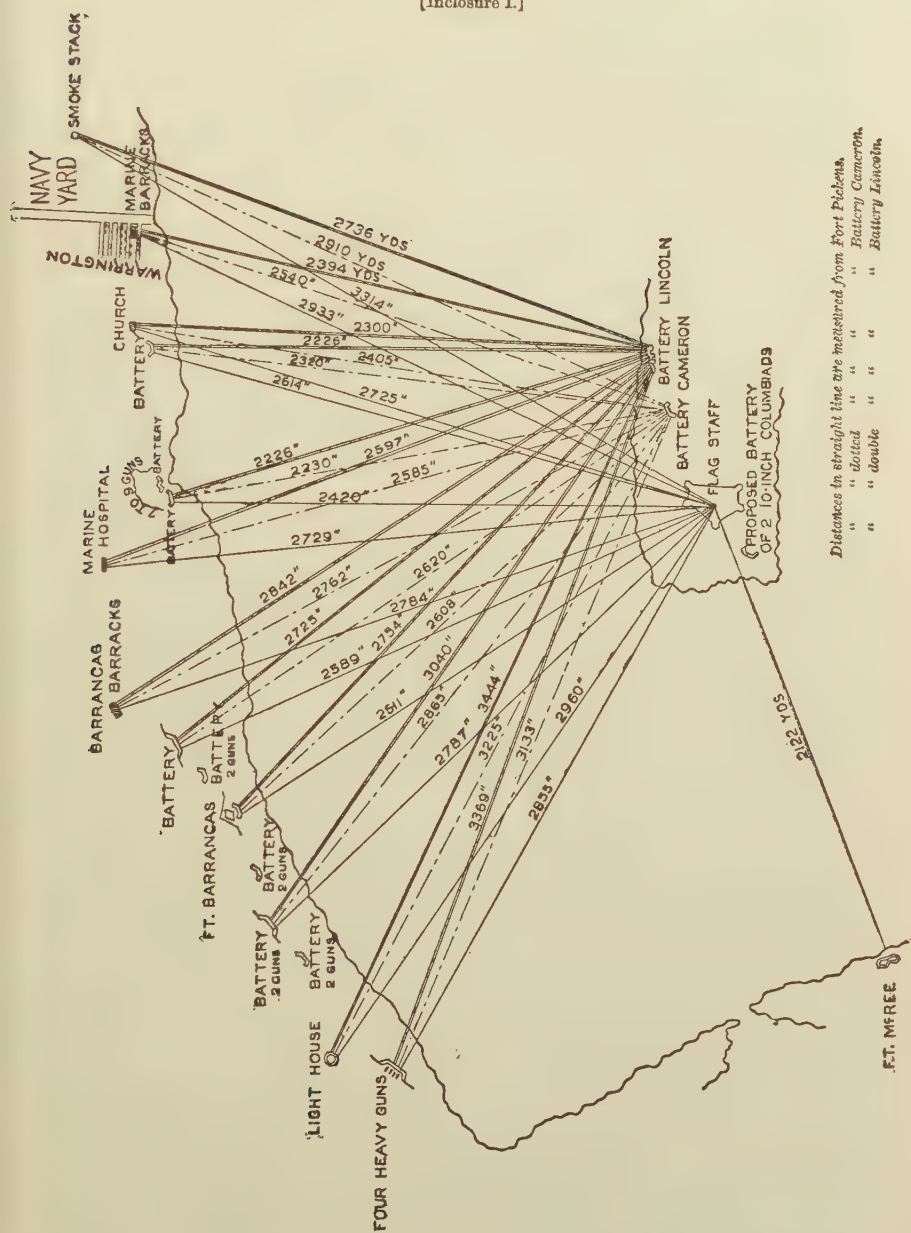 [Inclosure 1.]
SMOKE STACK,
NAVY
YARD
MARINE
BARRACKS
WARRINGTON
CHURCH
BATTERY
7 TO 9 GUNS
BATTERY
BATTERY
MARINE
HOSPITAL
BARRANCAS
BARRACKS
BATTERY
BATTERY
2 GUNS
FT. BARRANCAS
BATTERY
2 GUNS
BATTERY
2 GUNS
BATTERY
2 GUNS
LIGHT HOUSE
FOUR HEAVY GUNS
2736 YDS
2910 YDS
2394 YDS
2540"
3314"
2933"
2300"
2226"
2320"
2405"
2614"
2725"
2226"
2230"
2597"
2585"
2420"
2729"
2842"
2762"
2620"
2725"
2784"
2589"
2754"
2608"
2511"
3040"
2865"
3444"
2787"
3225"
2960"
3369"
3133"
2855"
2122 YDS
BATTERY LINCOLN
BATTERY CAMERON
FLAG STAFF
PROPOSED BATTERY
OF 2 10-INCH COLUMBIADS
FT. McREE
Distances in straight line are measured from Fort Pickens.
" " dotted " " " " Battery Cameron.
" " double " " " " Battery Lincoln.